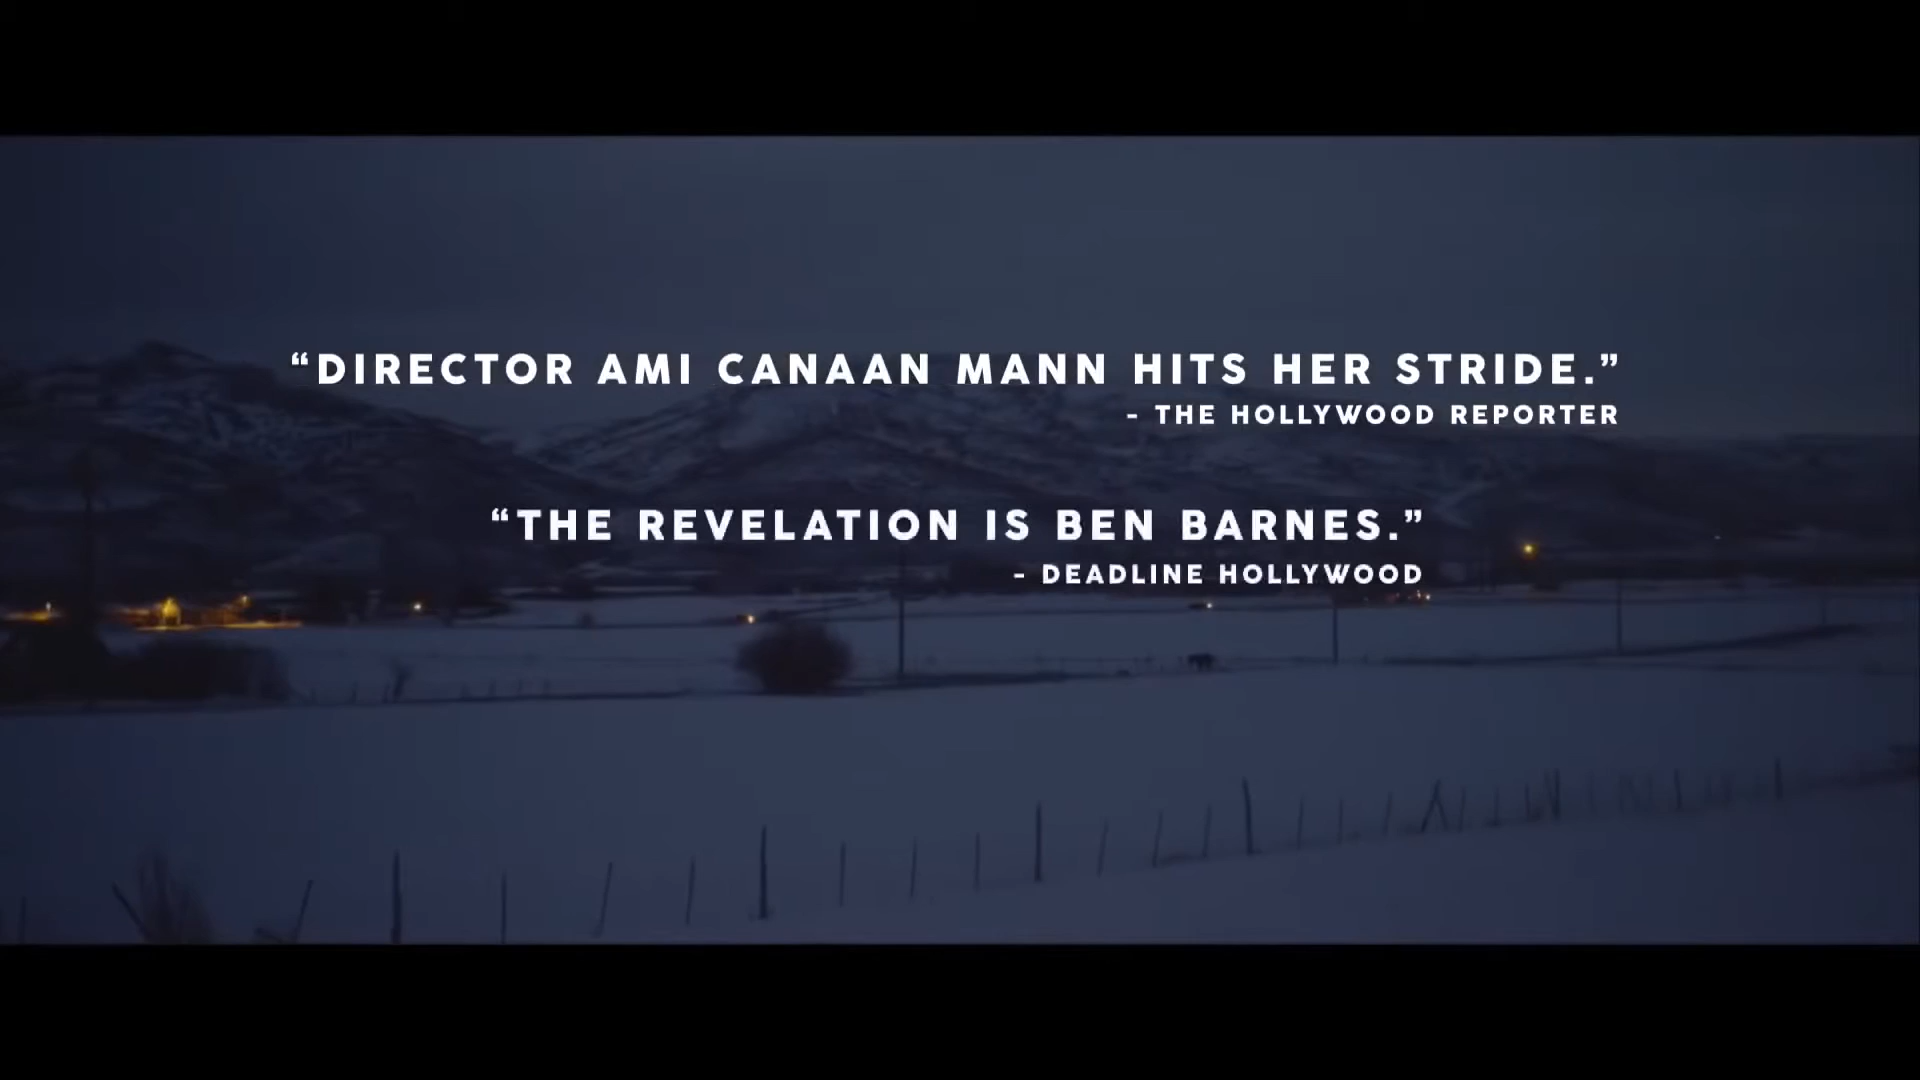 “DIRECTOR AMI CANAAN MANN HITS HER STRIDE.”
- THE HOLLYWOOD REPORTER
“THE REVELATION IS BEN BARNES.”
- DEADLINE HOLLYWOOD